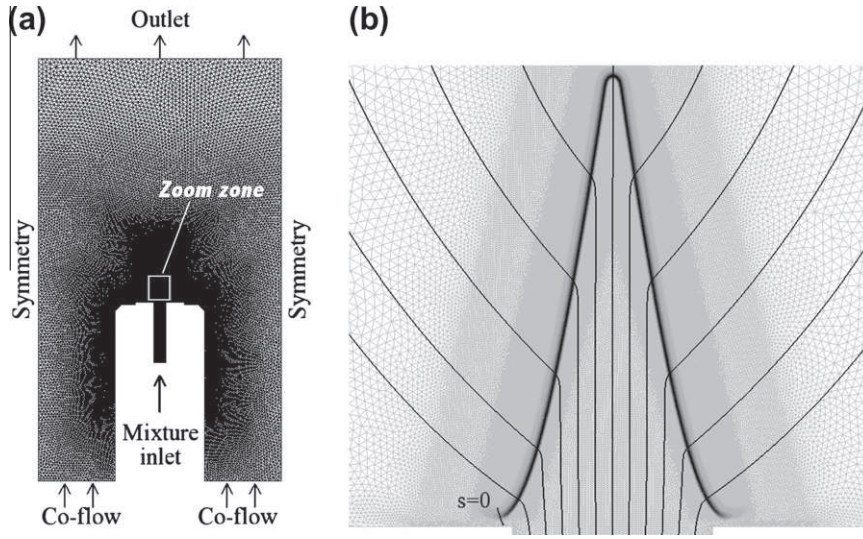 (a)
Outlet
Zoom zone
Symmetry
Symmetry
Mixture
inlet
Co-flow
Co-flow
(b)
s=0